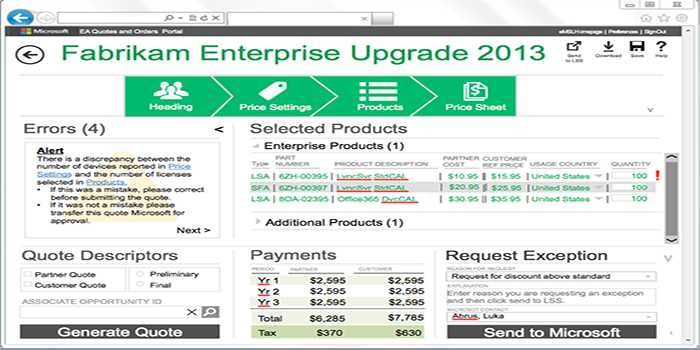 Microsoft EA Quotes and Orders Portal
eMSLHomepage | Preferences | SignOut
Fabrikam Enterprise Upgrade 2013
Send to LSS
Download
Save
Help
Heading
Price Settings
Products
Price Sheet
Errors (4)
<
Alert
There is a discrepancy between the
number of devices reported in Price
Settings and the number of licenses
selected in Products.
• If this was a mistake, please correct
before submitting the quote.
• If it was not a mistake please
transfer this quote Microsoft for
approval.
Next >
Selected Products
Enterprise Products (1)
Type PART NUMBER PRODUCT DESCRIPTION PARTNER COST CUSTOMER REF PRICE USAGE COUNTRY QUANTITY
LSA | 6ZH-00395 | LyncSvr StdCAL | $10.95 | $15.95 | United States 100 !
SFA | 6ZH-00397 | LyncSvr StdCAL | $20.95 | $25.95 | United States 100
LSA | 8OA-02395 | Office365 DvcCAL | $30.95 | $35.95 | United States 100
Additional Products (1)
Quote Descriptors
Partner Quote
Preliminary
Customer Quote
Final
ASSOCIATE OPPORTUNITY ID
Generate Quote
Payments
PERIOD PARTNER CUSTOMER
Yr 1 $2,595 $2,595
Yr 2 $2,595 $2,595
Yr 3 $2,595 $2,595
Total $6,285 $7,785
Tax $370 $630
Request Exception
REASON FOR REQUEST
Request for discount above standard
EXPLANATION
Enter reason you are requesting an exception
and then click send to LSS.
MICROSOFT CONTACT
Abrus, Luka
Send to Microsoft